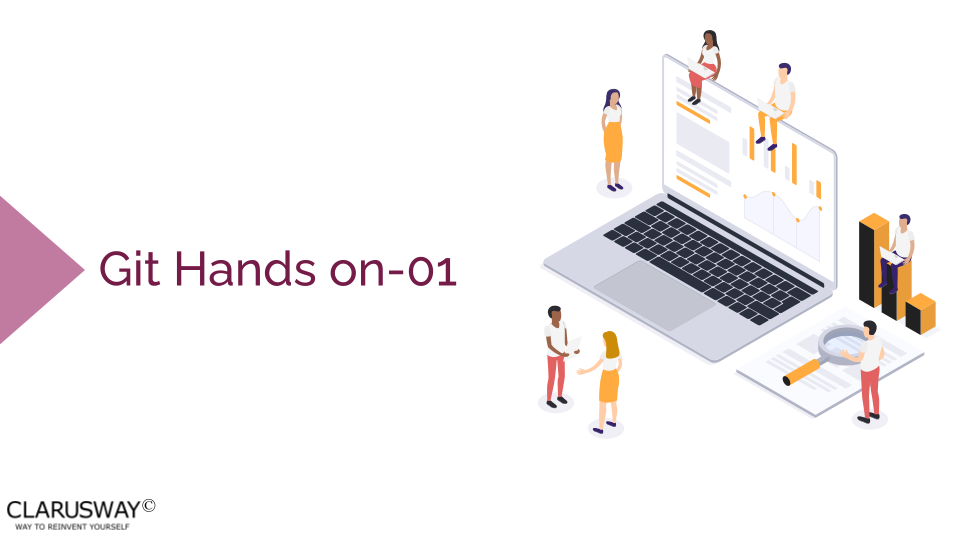 Git Hands on-01
CLARUSWAY©
WAY TO REINVENT YOURSELF